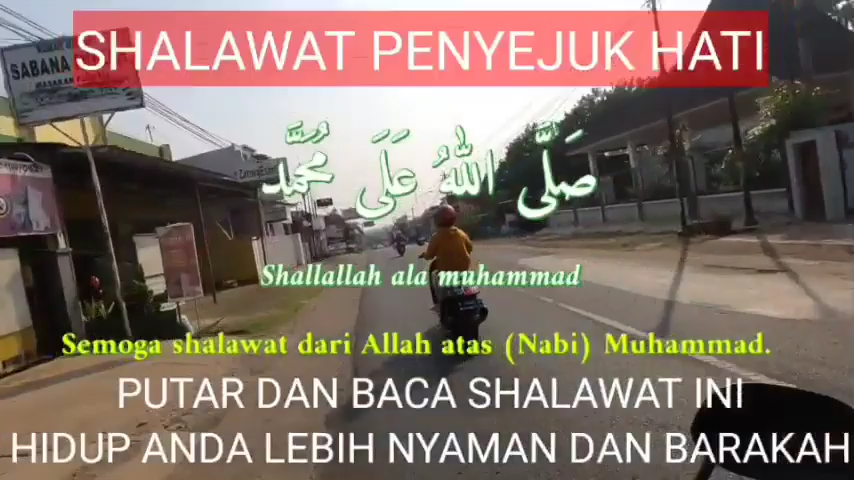 SHALAWAT PENYEJUK HATI
SABANA
صَلَّى اللهُ عَلَى مُحَمَّد
Shallallah ala muhammad
Semoga shalawat dari Allah atas (Nabi) Muhammad.
PUTAR DAN BACA SHALAWAT INI
HIDUP ANDA LEBIH NYAMAN DAN BARAKAH